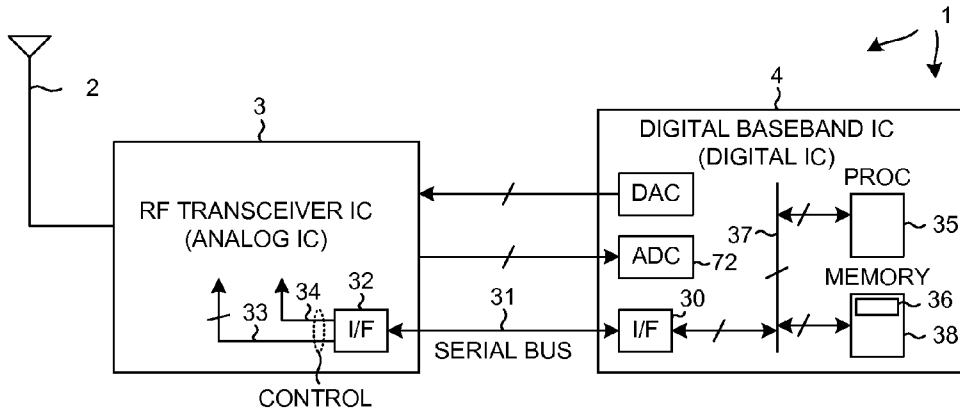 1
2
3
4
DIGITAL BASEBAND IC
(DIGITAL IC)
DAC
PROC
RF TRANSCEIVER IC
(ANALOG IC)
37
35
ADC
72
MEMORY
34
32
31
30
36
33
I/F
I/F
38
SERIAL BUS
CONTROL